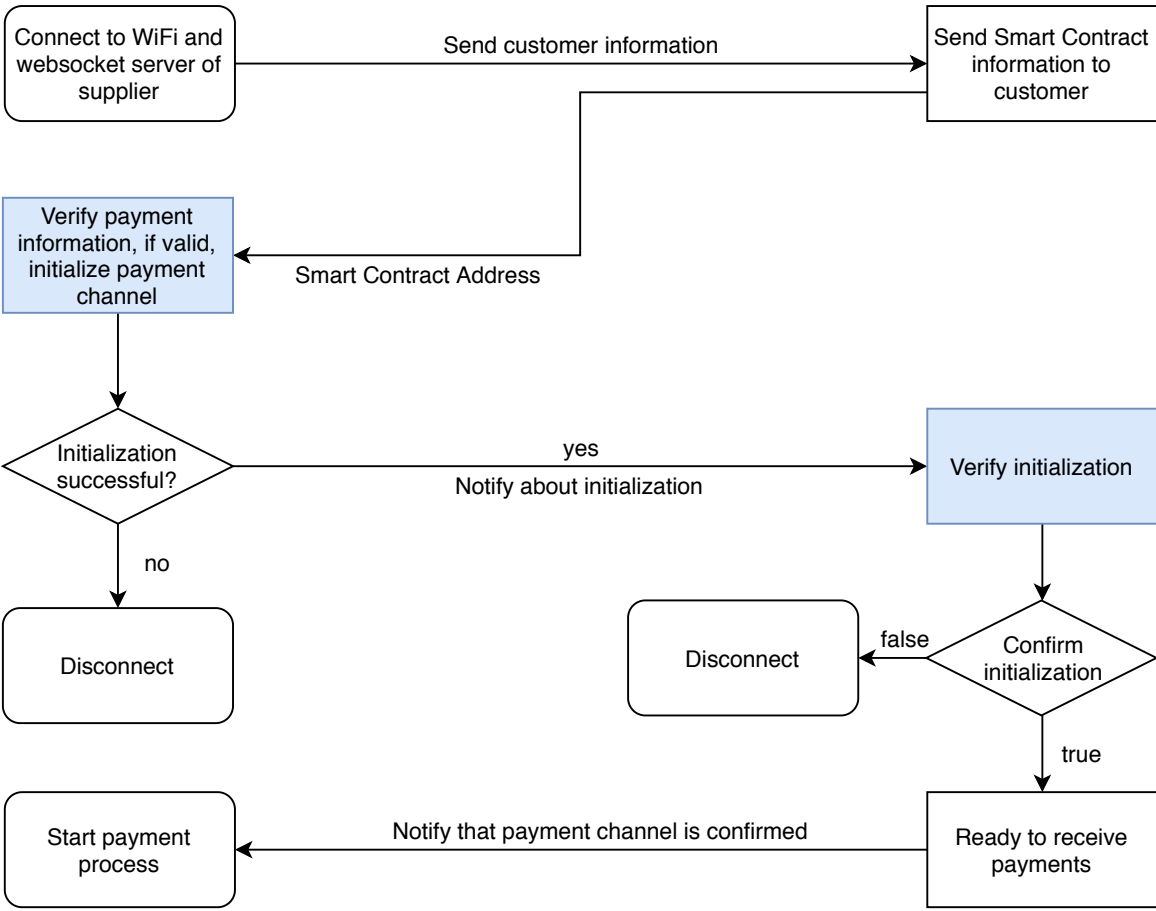 Connect to WiFi and
websocket server of
supplier
Send customer information
Send Smart Contract
information to
customer
Verify payment
information, if valid,
initialize payment
channel
Smart Contract Address
Initialization
successful?
yes
Notify about initialization
Verify initialization
no
Disconnect
Disconnect
false
Confirm
initialization
true
Start payment
process
Notify that payment channel is confirmed
Ready to receive
payments